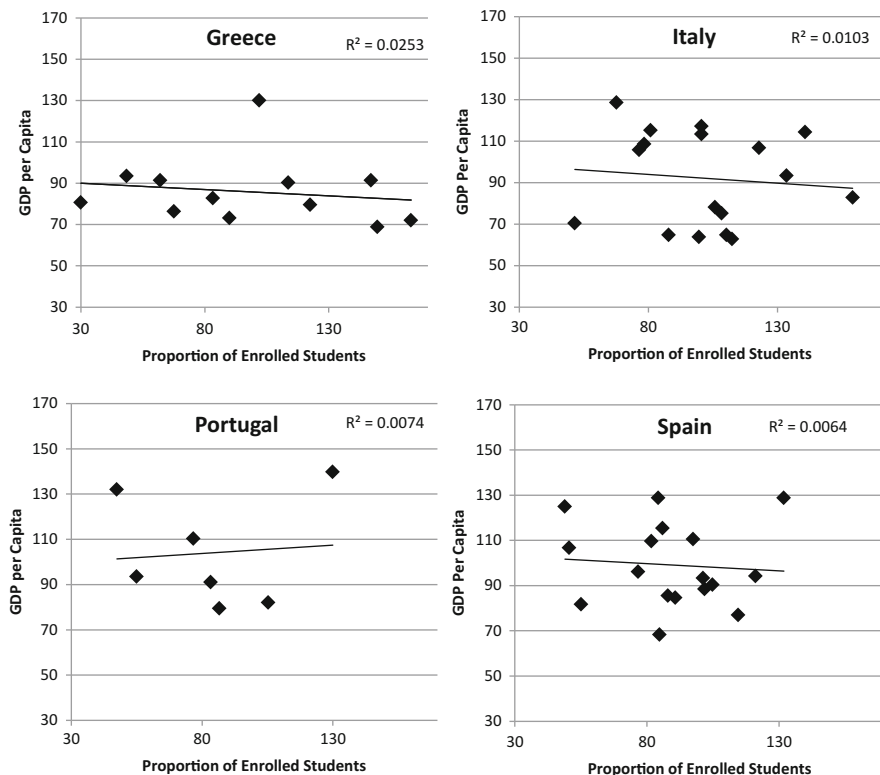 Greece
R² = 0.0253
170
150
130
110
90
70
50
30
GDP per Capita
30 80 130
Proportion of Enrolled Students
Italy
R² = 0.0103
170
150
130
110
90
70
50
30
GDP Per Capita
30 80 130
Proportion of Enrolled Students
Portugal
R² = 0.0074
170
150
130
110
90
70
50
30
GDP per Capita
30 80 130
Proportion of Enrolled Students
Spain
R² = 0.0064
170
150
130
110
90
70
50
30
GDP Per Capita
30 80 130
Proportion of Enrolled Students